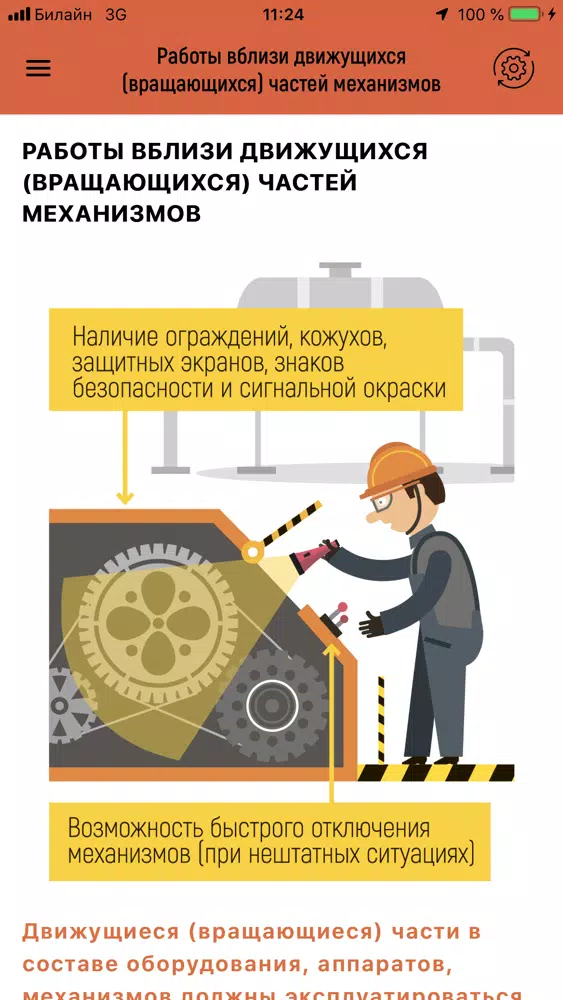 Билайн 3G 11:24 100 %
Работы вблизи движущихся
(вращающихся) частей механизмов
РАБОТЫ ВБЛИЗИ ДВИЖУЩИХСЯ
(ВРАЩАЮЩИХСЯ) ЧАСТЕЙ
МЕХАНИЗМОВ
Наличие ограждений, кожухов,
защитных экранов, знаков
безопасности и сигнальной окраски
Возможность быстрого отключения
механизмов (при нештатных ситуациях)
Движущиеся (вращающиеся) части в
составе оборудования, аппаратов,
механизмов должны эксплуатироваться